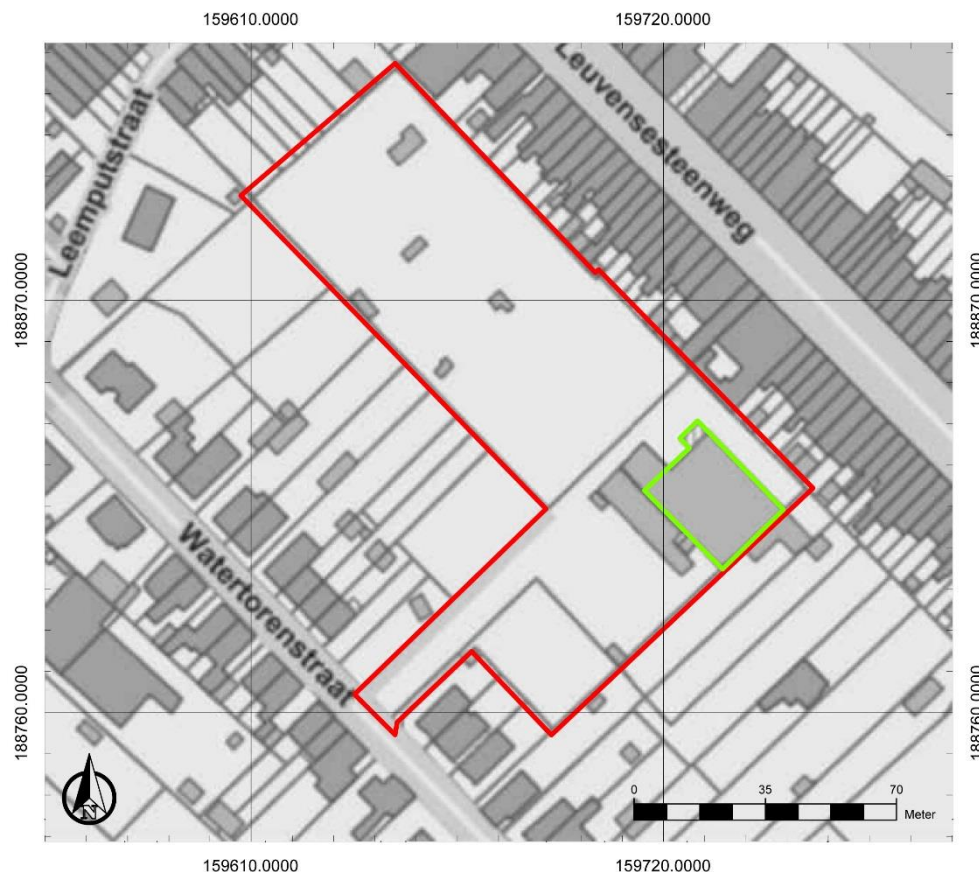 159610.0000 159720.0000
Leemputstraat
Leuvensesteenweg
188870.0000 188870.0000
Watertorenstraat
188760.0000 188760.0000
N
0 35 70
Meter
159610.0000 159720.0000